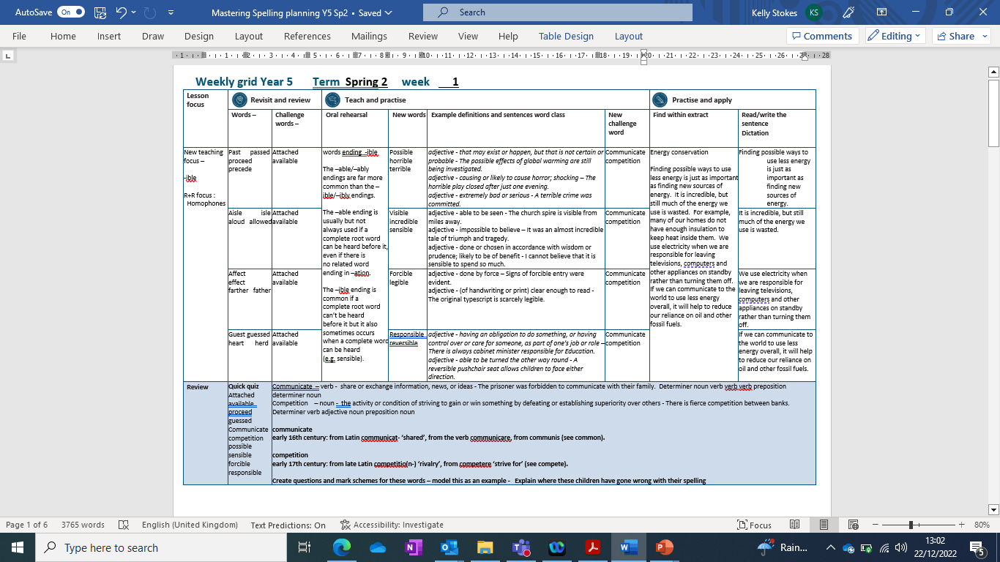 AutoSave On Mastering Spelling planning Y5 Sp2 • Saved Search Kelly Stokes KS
File Home Insert Draw Design Layout References Mailings Review View Help Table Design Layout Comments Editing Share
Weekly grid Year 5 Term Spring 2 week 1
Lesson focus
Revisit and review
Teach and practise
Practise and apply
Words –
Challenge words –
Oral rehearsal
New words
Example definitions and sentences word class
New challenge word
Find within extract
Read/write the sentence
Dictation
New teaching
focus –
-ible
R+R focus :
Homophones
Past passed
proceed
precede
Attached
available
words ending -ible
The –able/–ably
endings are far more
common than the –
ible/–ibly endings.
The –able ending is
usually but not
always used if a
complete root word
can be heard before it,
even if there is
no related word
ending in –ation.
The –ible ending is
common if a
complete root word
can't be heard
before it but it also
sometimes occurs
when a complete word
can be heard
(e.g. sensible).
Possible
horrible
terrible
adjective - that may exist or happen, but that is not certain or
probable - The possible effects of global warming are still
being investigated.
adjective - causing or likely to cause horror; shocking – The
horrible play closed after just one evening.
adjective - extremely bad or serious - A terrible crime was
committed.
Communicate
competition
Energy conservation
Finding possible ways to use
less energy is just as important
as finding new sources of
energy. It is incredible, but
still much of the energy we
use is wasted. For example,
many of our homes do not
have enough insulation to
keep heat inside them. We
use electricity when we are
responsible for leaving
televisions, computers and
other appliances on standby
rather than turning them off.
If we can communicate to the
world to use less energy
overall, it will help to reduce
our reliance on oil and other
fossil fuels.
Finding possible ways to
use less energy
is just as
important as
finding new
sources of
energy.
Aisle isle
aloud allowed
Attached
available
Visible
incredible
sensible
adjective - able to be seen - The church spire is visible from
miles away.
adjective - impossible to believe – It was an almost incredible
tale of triumph and tragedy.
adjective - done or chosen in accordance with wisdom or
prudence; likely to be of benefit - I cannot believe that it is
sensible to spend so much.
Communicate
competition
It is incredible, but still
much of the energy we
use is wasted.
Affect
effect
farther father
Attached
available
Forcible
legible
adjective - done by force – Signs of forcible entry were
evident.
adjective - (of handwriting or print) clear enough to read -
The original typescript is scarcely legible.
Communicate
competition
We use electricity when
we are responsible for
leaving televisions,
computers and other
appliances on standby
rather than turning them
off.
Guest guessed
heart herd
Attached
available
Responsible
reversible
adjective - having an obligation to do something, or having
control over or care for someone, as part of one's job or role –
There is always cabinet minister responsible for Education.
adjective - able to be turned the other way round - A
reversible pushchair seat allows children to face either
direction.
Communicate
competition
If we can communicate to
the world to use less
energy overall, it will help
to reduce our reliance on
oil and other fossil fuels.
Review
Quick quiz
Attached
available
proceed
guessed
Communicate
competition
possible
sensible
forcible
responsible
Communicate – verb - share or exchange information, news, or ideas - The prisoner was forbidden to communicate with their family. Determiner noun verb verb verb preposition
determiner noun
Competition – noun - the activity or condition of striving to gain or win something by defeating or establishing superiority over others - There is fierce competition between banks.
Determiner verb adjective noun preposition noun
communicate
early 16th century: from Latin communicat- ‘shared’, from the verb communicare, from communis (see common).
competition
early 17th century: from late Latin competitio(n-) ‘rivalry’, from competere ‘strive for’ (see compete).
Create questions and mark schemes for these words – model this as an example - Explain where these children have gone wrong with their spelling
Page 1 of 6 3765 words English (United Kingdom) Text Predictions: On Accessibility: Investigate Focus 80%
Type here to search Rain... 13:02
22/12/2022 5